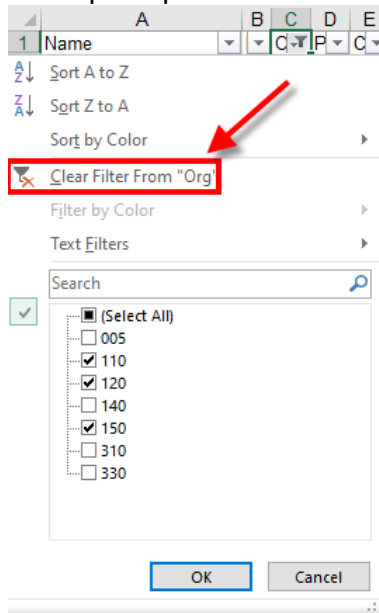 A B C D E
1 Name C P C
Sort A to Z
Sort Z to A
Sort by Color
Clear Filter From "Org"
Filter by Color
Text Filters
Search
(Select All)
005
110
120
140
150
310
330
OK Cancel